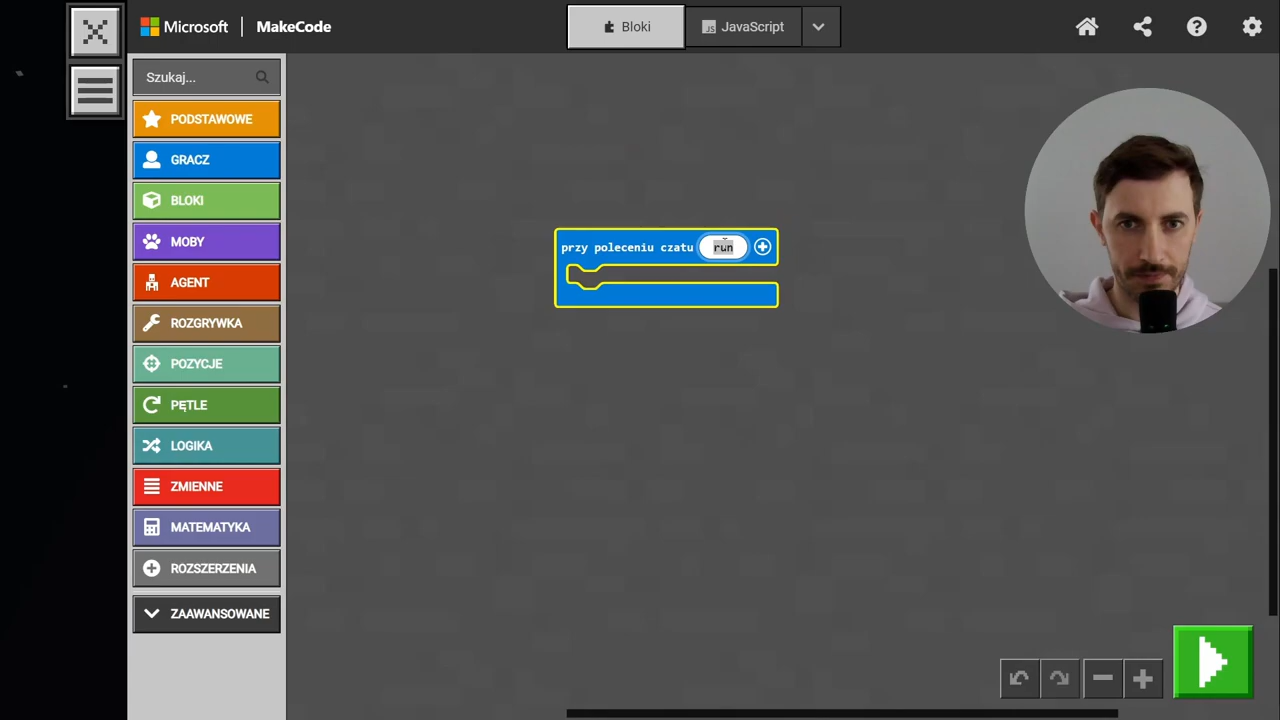 Microsoft MakeCode
Bloki
JavaScript
Szukaj...
PODSTAWOWE
GRACZ
BLOKI
MOBY
AGENT
ROZGRYWKA
POZYCJE
PĘTLE
LOGIKA
ZMIENNE
MATEMATYKA
ROZSZERZENIA
ZAAWANSOWANE
przy poleceniu czatu run